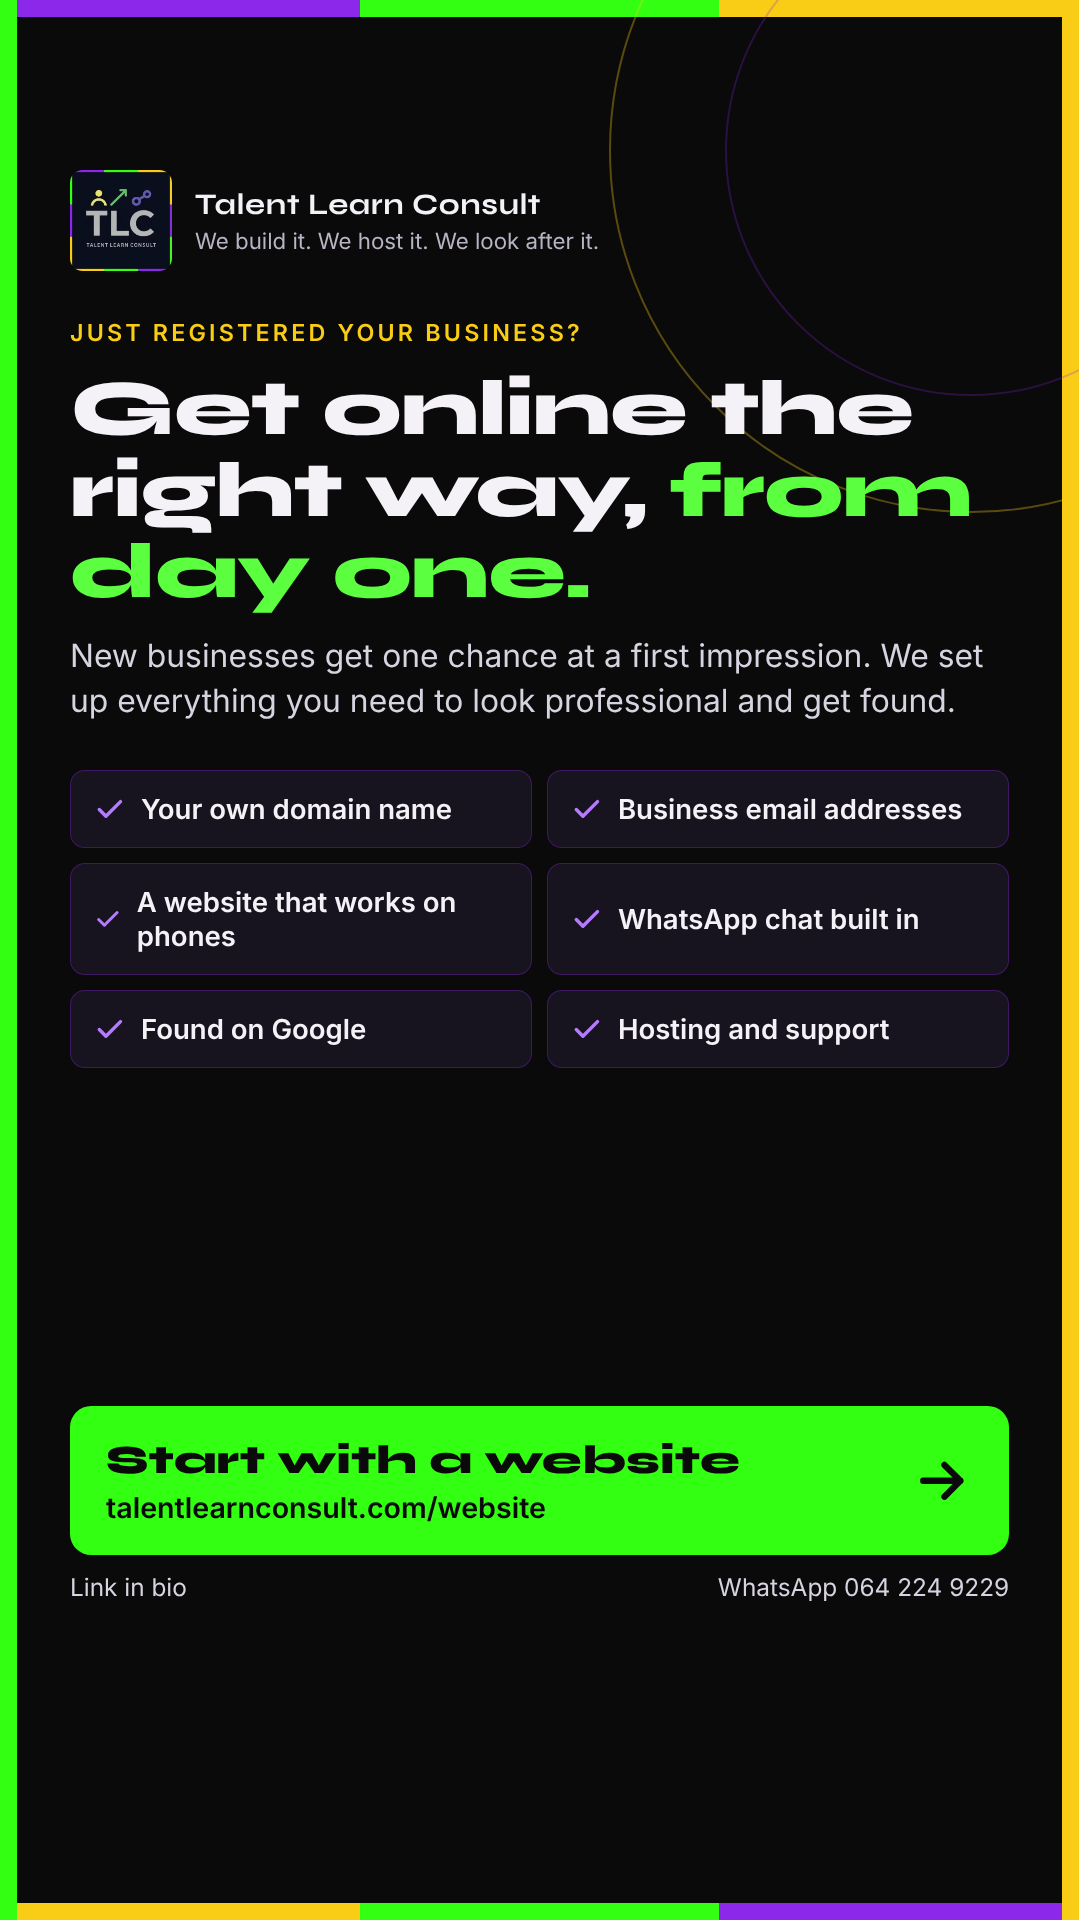 TLC
TALENT LEARN CONSULT
Talent Learn Consult
We build it. We host it. We look after it.
JUST REGISTERED YOUR BUSINESS?
Get online the
right way, from
day one.
New businesses get one chance at a first impression. We set
up everything you need to look professional and get found.
Your own domain name
Business email addresses
A website that works on
phones
WhatsApp chat built in
Found on Google
Hosting and support
Start with a website
talentlearnconsult.com/website
Link in bio
WhatsApp 064 224 9229